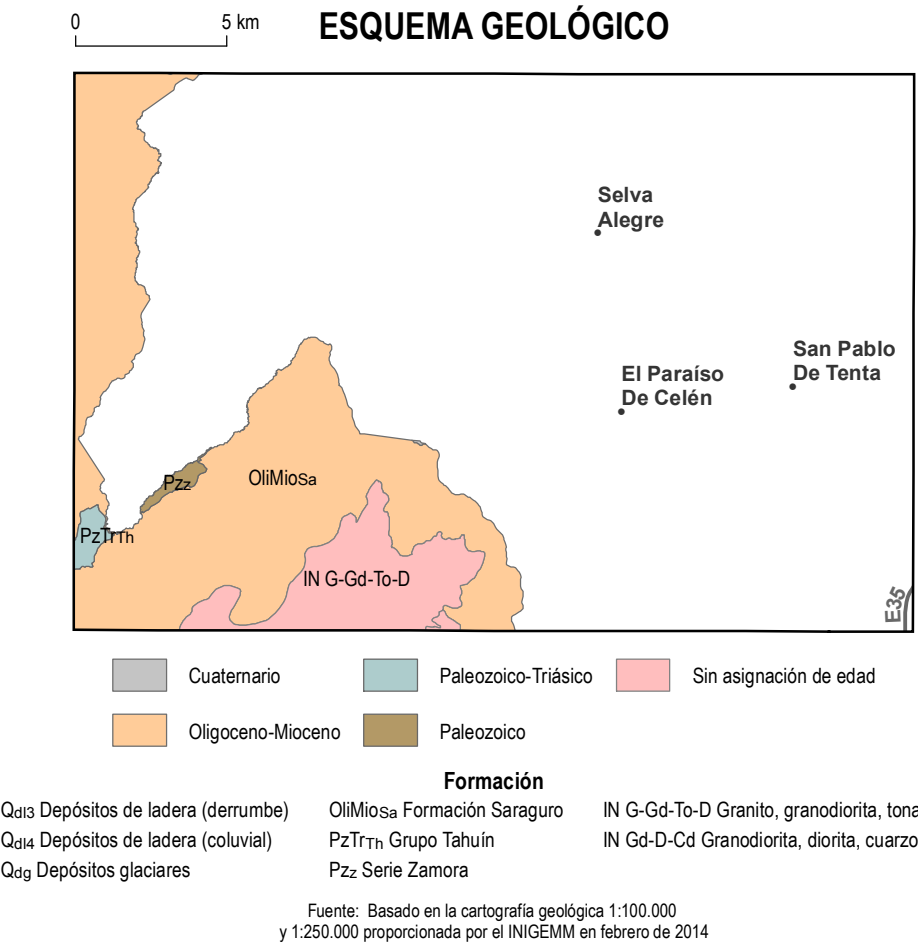 0 5 km
ESQUEMA GEOLÓGICO
Selva
Alegre
San Pablo
De Tenta
El Paraíso
De Celén
OliMioSa
Pzz
PzTrTh
IN G-Gd-To-D
E35
Cuaternario
Paleozoico-Triásico
Sin asignación de edad
Oligoceno-Mioceno
Paleozoico
Formación
Qdl3 Depósitos de ladera (derrumbe)
OliMioSa Formación Saraguro
IN G-Gd-To-D Granito, granodiorita, tona
Qdl4 Depósitos de ladera (coluvial)
PzTrTh Grupo Tahuín
IN Gd-D-Cd Granodiorita, diorita, cuarzo
Qdg Depósitos glaciares
Pzz Serie Zamora
Fuente: Basado en la cartografía geológica 1:100.000
y 1:250.000 proporcionada por el INIGEMM en febrero de 2014